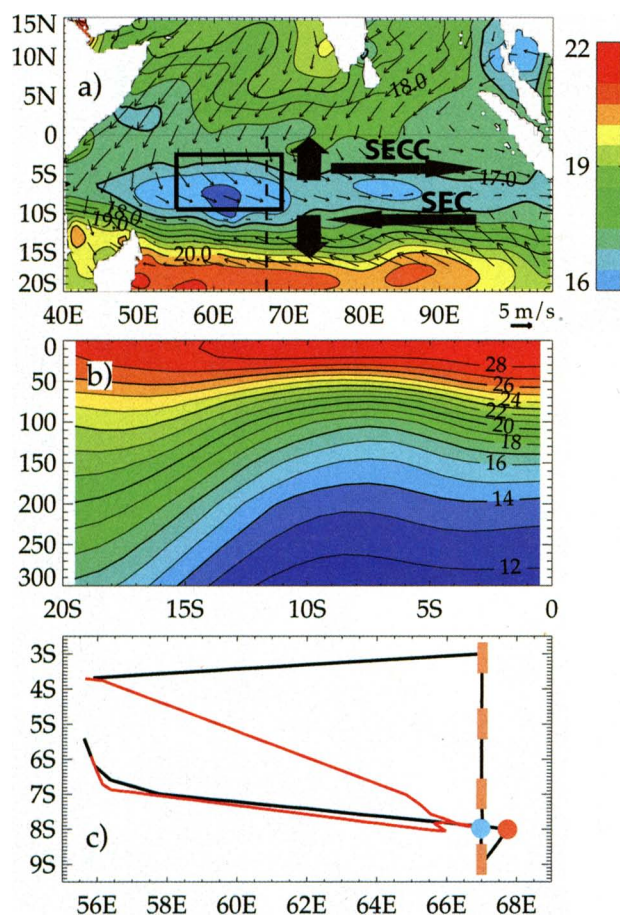 15N
10N
5N
0
5S
10S
15S
20S
a)
18.0
SECC
17.0
SEC
18.0
19.0
20.0
22
19
16
40E 50E 60E 70E 80E 90E
5 m/s
0
50
100
150
200
250
300
b)
28
26
24
22
20
18
16
14
12
20S 15S 10S 5S 0
3S
4S
5S
6S
7S
8S
9S
c)
56E 58E 60E 62E 64E 66E 68E